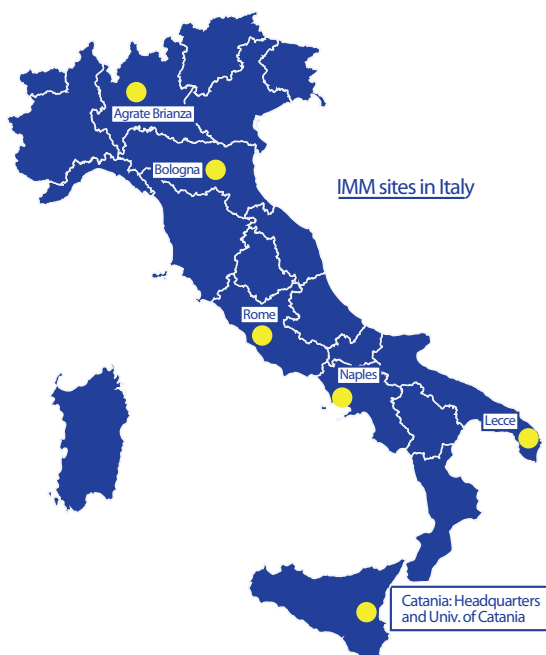 Agrate Brianza
Bologna
IMM sites in Italy
Rome
Naples
Lecce
Catania: Headquarters
and Univ. of Catania